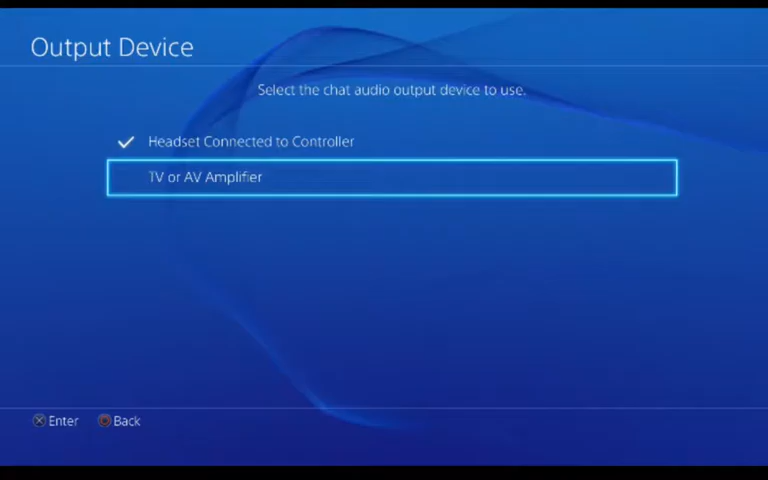 Output Device
Select the chat audio output device to use.
Headset Connected to Controller
TV or AV Amplifier
Enter Back